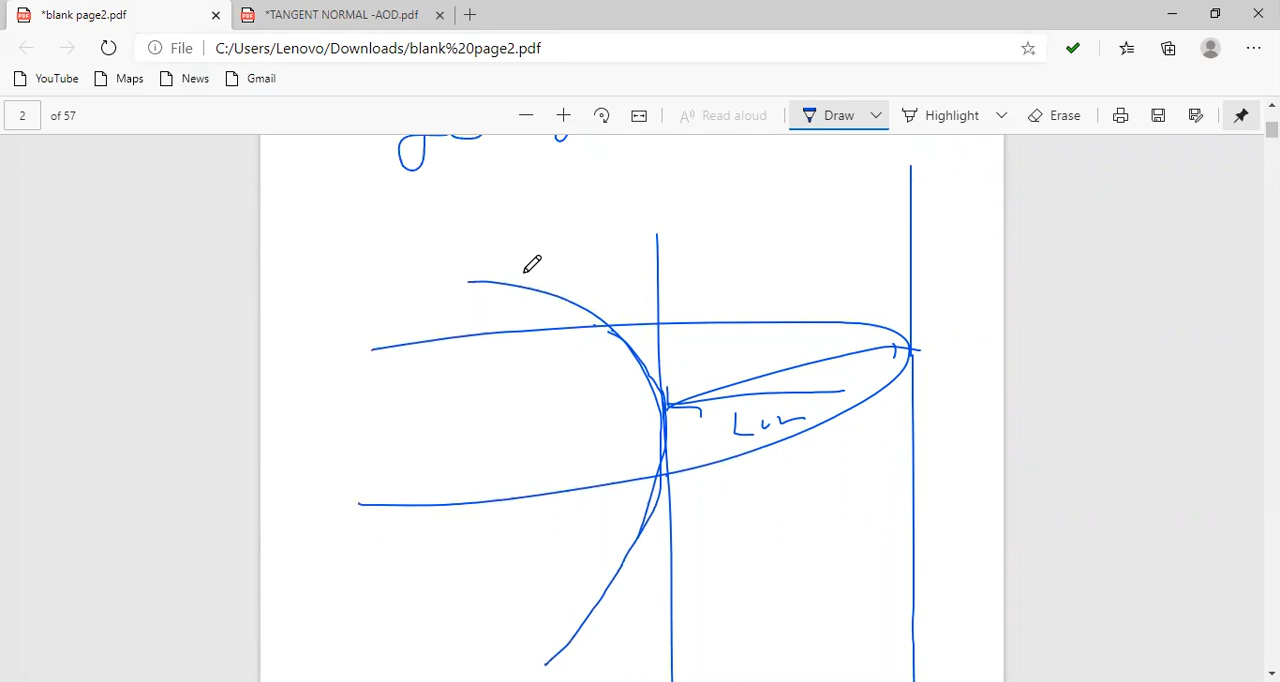 *blank page2.pdf
*TANGENT NORMAL -AOD.pdf
File
C:/Users/Lenovo/Downloads/blank%20page2.pdf
YouTube
Maps
News
Gmail
2
of 57
Read aloud
Draw
Highlight
Erase